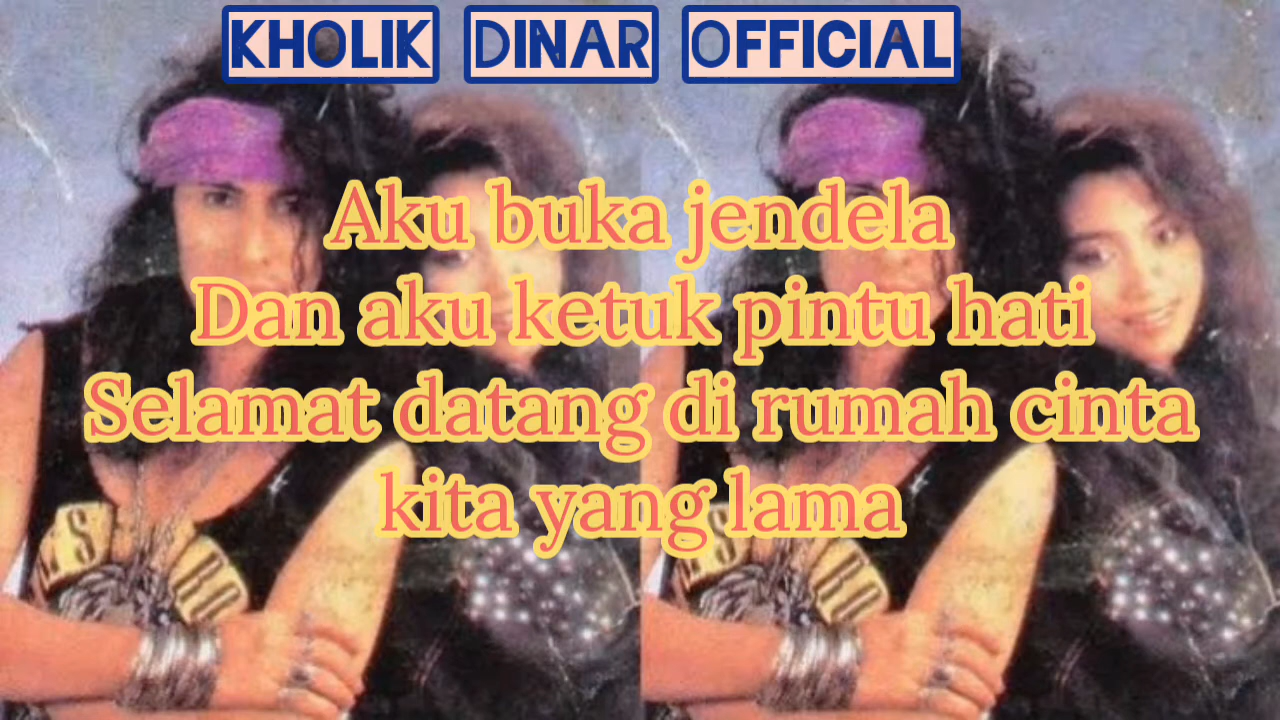 KHOLIK DINAR OFFICIAL
Aku buka jendela
Dan aku ketuk pintu hati
Selamat datang di rumah cinta
kita yang lama